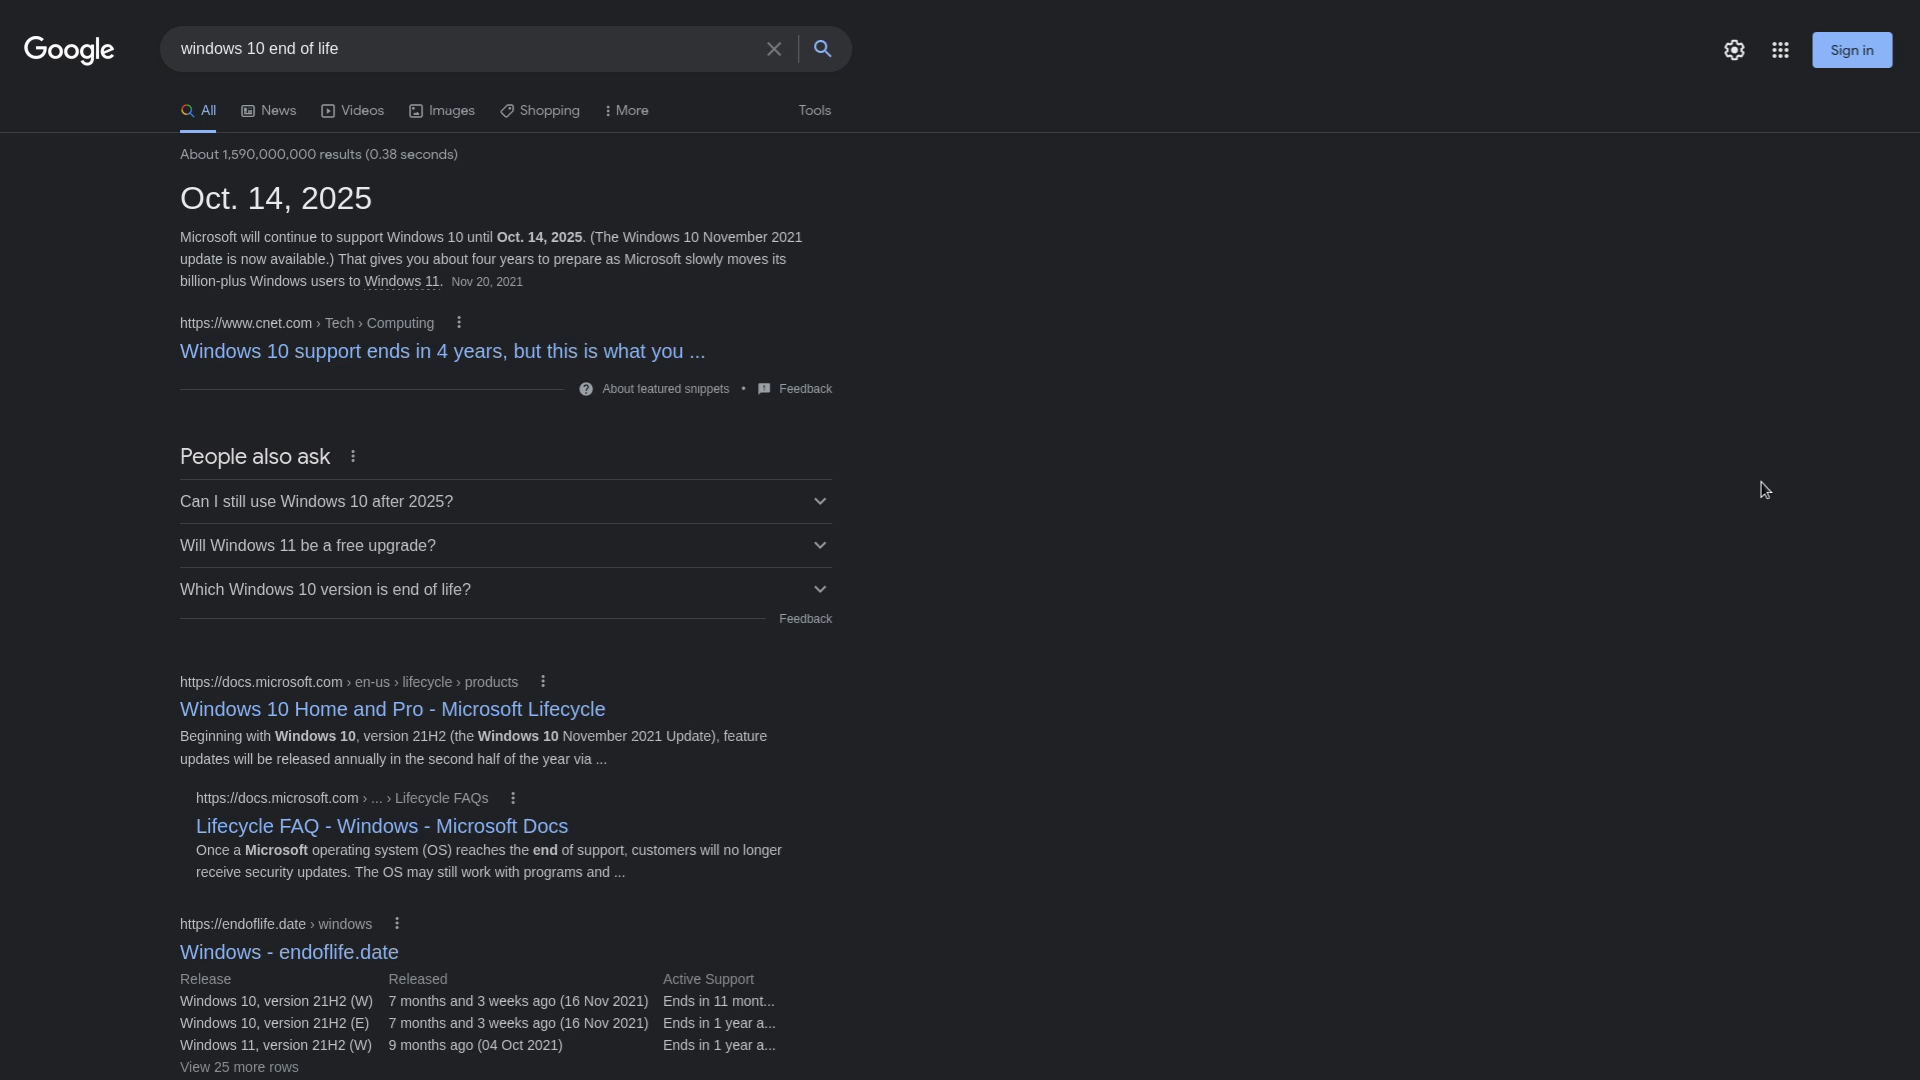 Google
windows 10 end of life
Sign in
All
News
Videos
Images
Shopping
More
Tools
About 1,590,000,000 results (0.38 seconds)
Oct. 14, 2025
Microsoft will continue to support Windows 10 until Oct. 14, 2025. (The Windows 10 November 2021
update is now available.) That gives you about four years to prepare as Microsoft slowly moves its
billion-plus Windows users to Windows 11. Nov 20, 2021
https://www.cnet.com › Tech › Computing
Windows 10 support ends in 4 years, but this is what you ...
About featured snippets • Feedback
People also ask
Can I still use Windows 10 after 2025?
Will Windows 11 be a free upgrade?
Which Windows 10 version is end of life?
Feedback
https://docs.microsoft.com › en-us › lifecycle › products
Windows 10 Home and Pro - Microsoft Lifecycle
Beginning with Windows 10, version 21H2 (the Windows 10 November 2021 Update), feature
updates will be released annually in the second half of the year via ...
https://docs.microsoft.com › ... › Lifecycle FAQs
Lifecycle FAQ - Windows - Microsoft Docs
Once a Microsoft operating system (OS) reaches the end of support, customers will no longer
receive security updates. The OS may still work with programs and ...
https://endoflife.date › windows
Windows - endoflife.date
Release Released Active Support
Windows 10, version 21H2 (W) 7 months and 3 weeks ago (16 Nov 2021) Ends in 11 mont...
Windows 10, version 21H2 (E) 7 months and 3 weeks ago (16 Nov 2021) Ends in 1 year a...
Windows 11, version 21H2 (W) 9 months ago (04 Oct 2021) Ends in 1 year a...
View 25 more rows